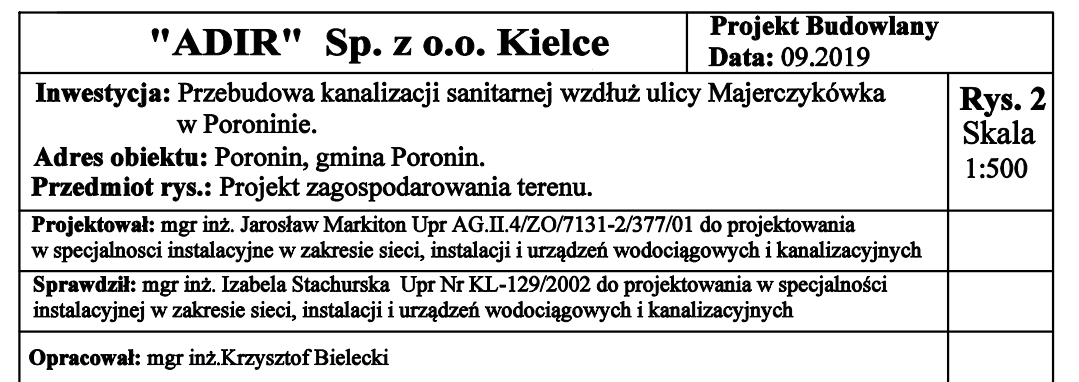 "ADIR" Sp. z o.o. Kielce
Projekt Budowlany
Data: 09.2019
Inwestycja: Przebudowa kanalizacji sanitarnej wzdłuż ulicy Majerczykówka
w Poroninie.
Adres obiektu: Poronin, gmina Poronin.
Przedmiot rys.: Projekt zagospodarowania terenu.
Rys. 2
Skala
1:500
Projektował: mgr inż. Jarosław Markiton Upr AG.II.4/ZO/7131-2/377/01 do projektowania
w specjalnosci instalacyjne w zakresie sieci, instalacji i urządzeń wodociągowych i kanalizacyjnych
Sprawdził: mgr inż. Izabela Stachurska Upr Nr KL-129/2002 do projektowania w specjalności
instalacyjnej w zakresie sieci, instalacji i urządzeń wodociągowych i kanalizacyjnych
Opracował: mgr inż.Krzysztof Bielecki